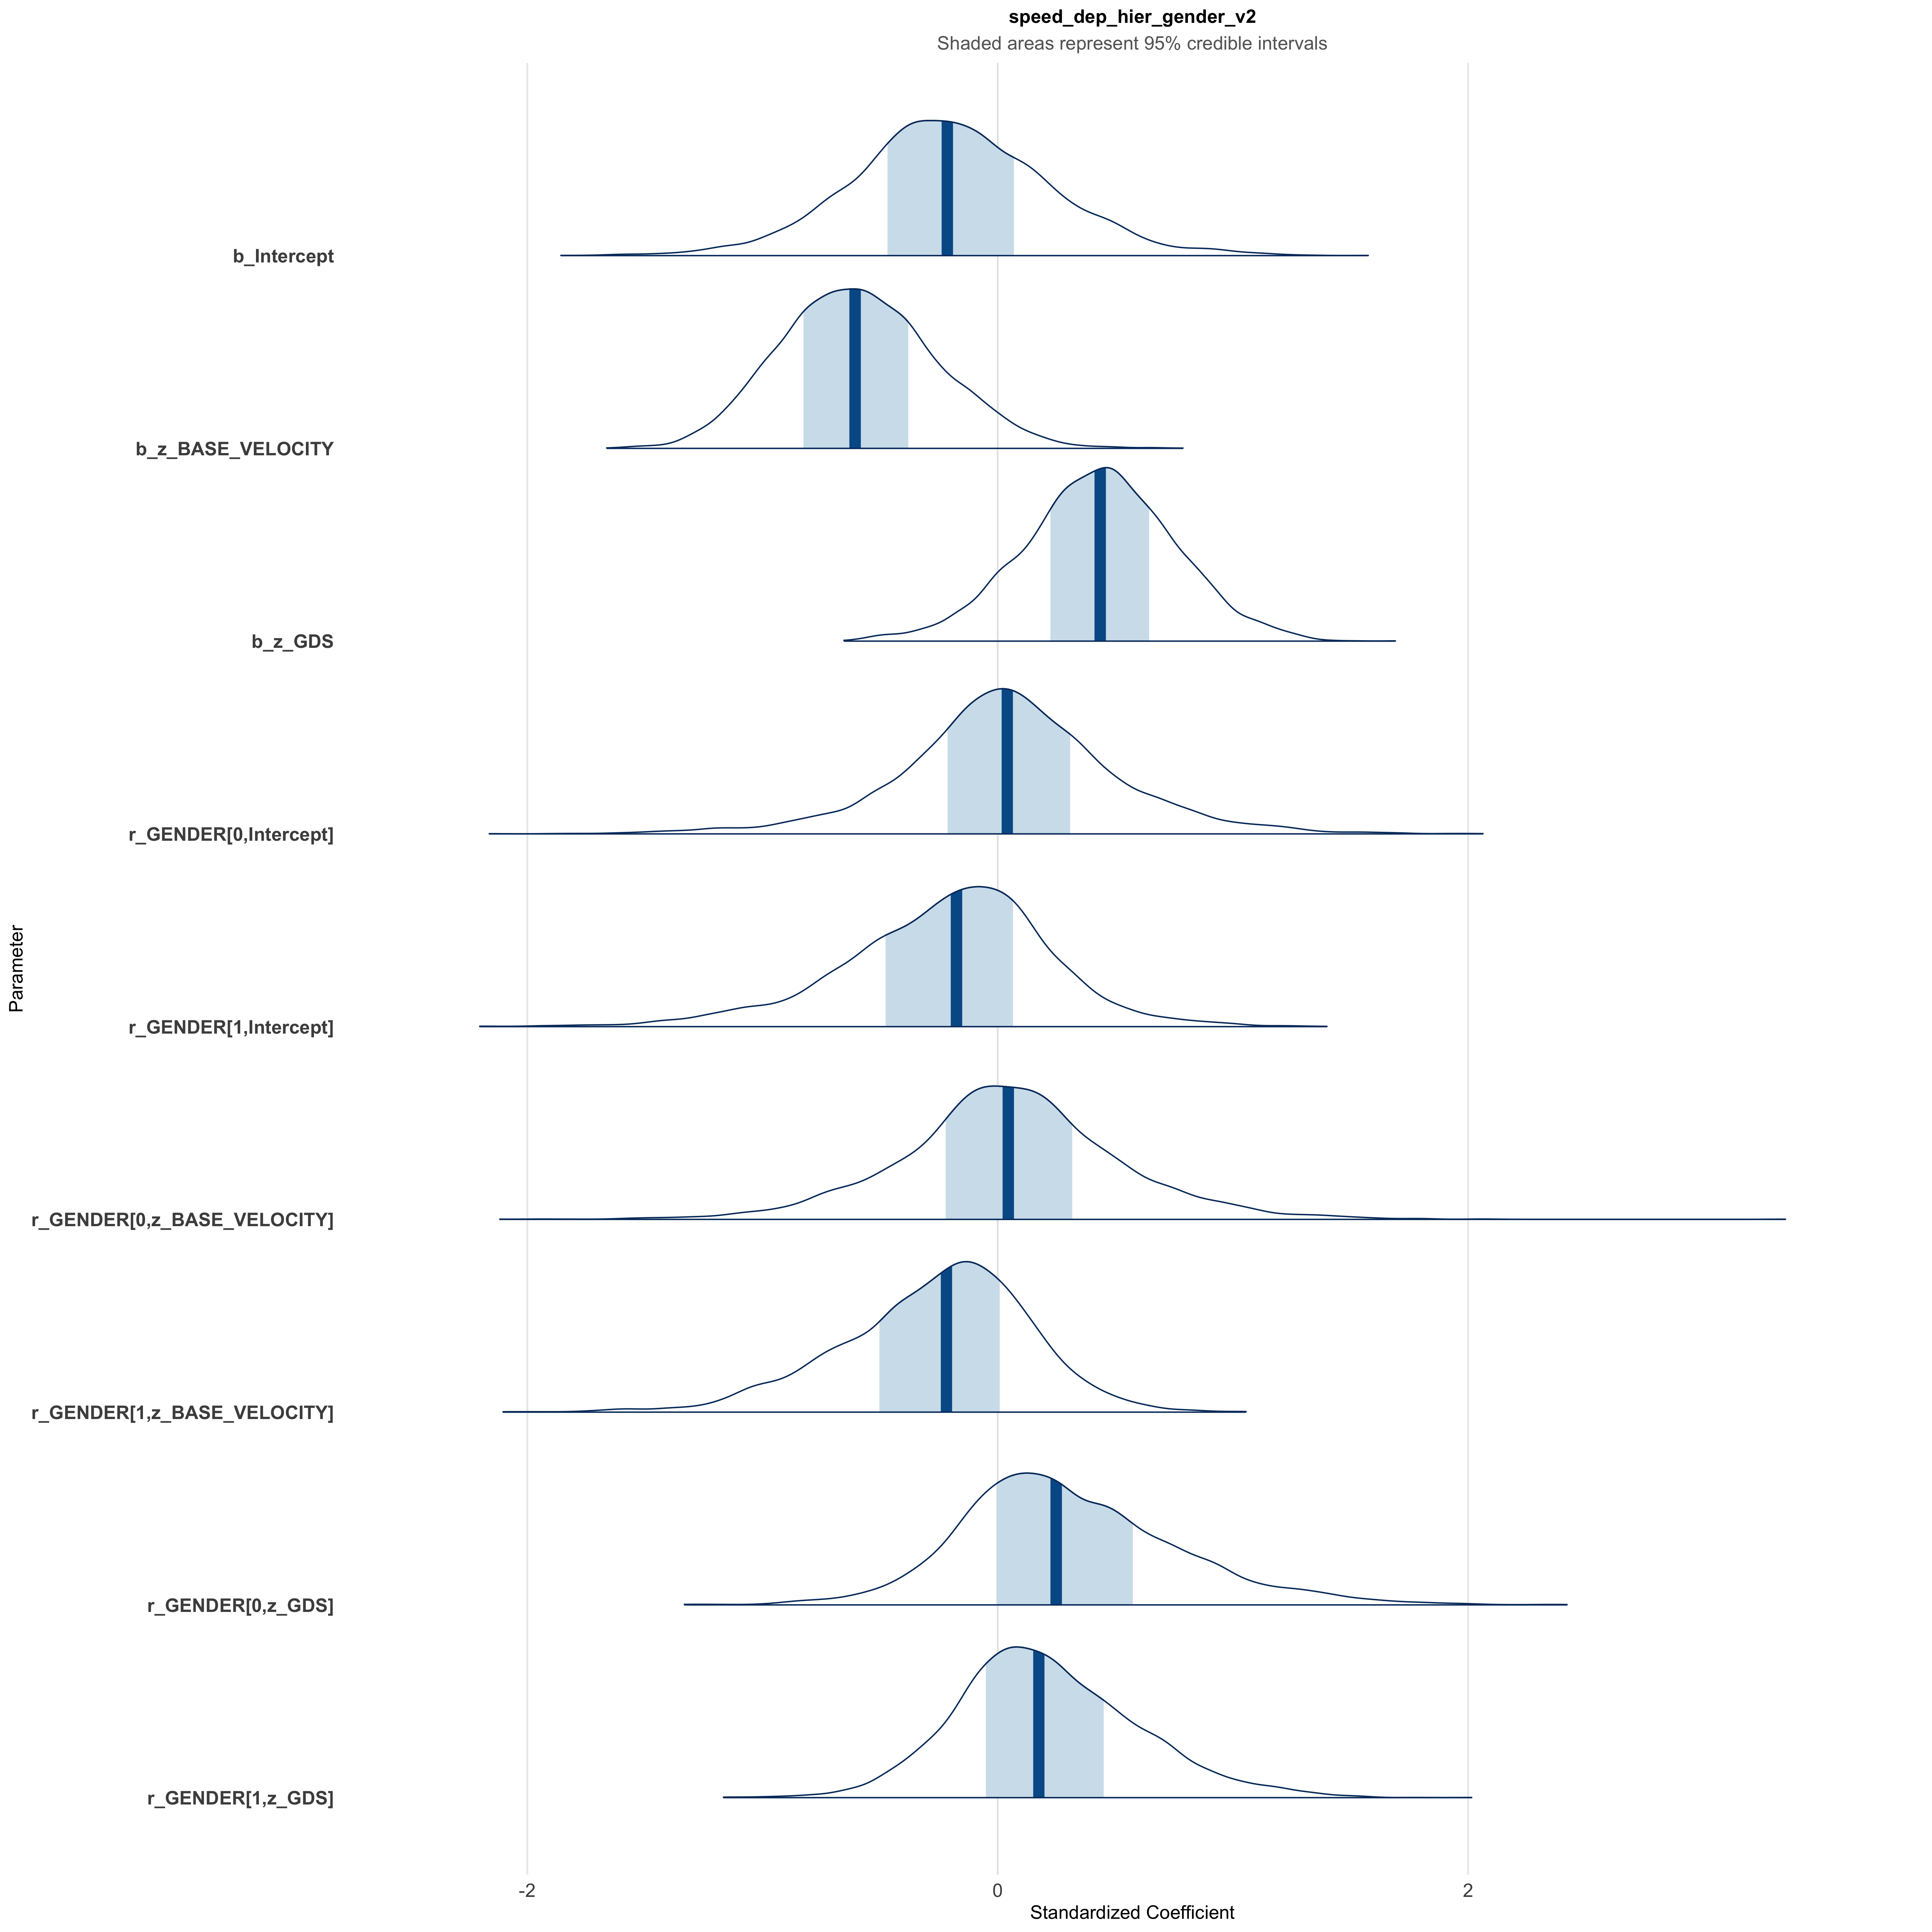 speed_dep_hier_gender_v2
Shaded areas represent 95% credible intervals
b_Intercept
b_z_BASE_VELOCITY
b_z_GDS
r_GENDER[0,Intercept]
Parameter
r_GENDER[1,Intercept]
r_GENDER[0,z_BASE_VELOCITY]
r_GENDER[1,z_BASE_VELOCITY]
r_GENDER[0,z_GDS]
r_GENDER[1,z_GDS]
-2 0 2
Standardized Coefficient